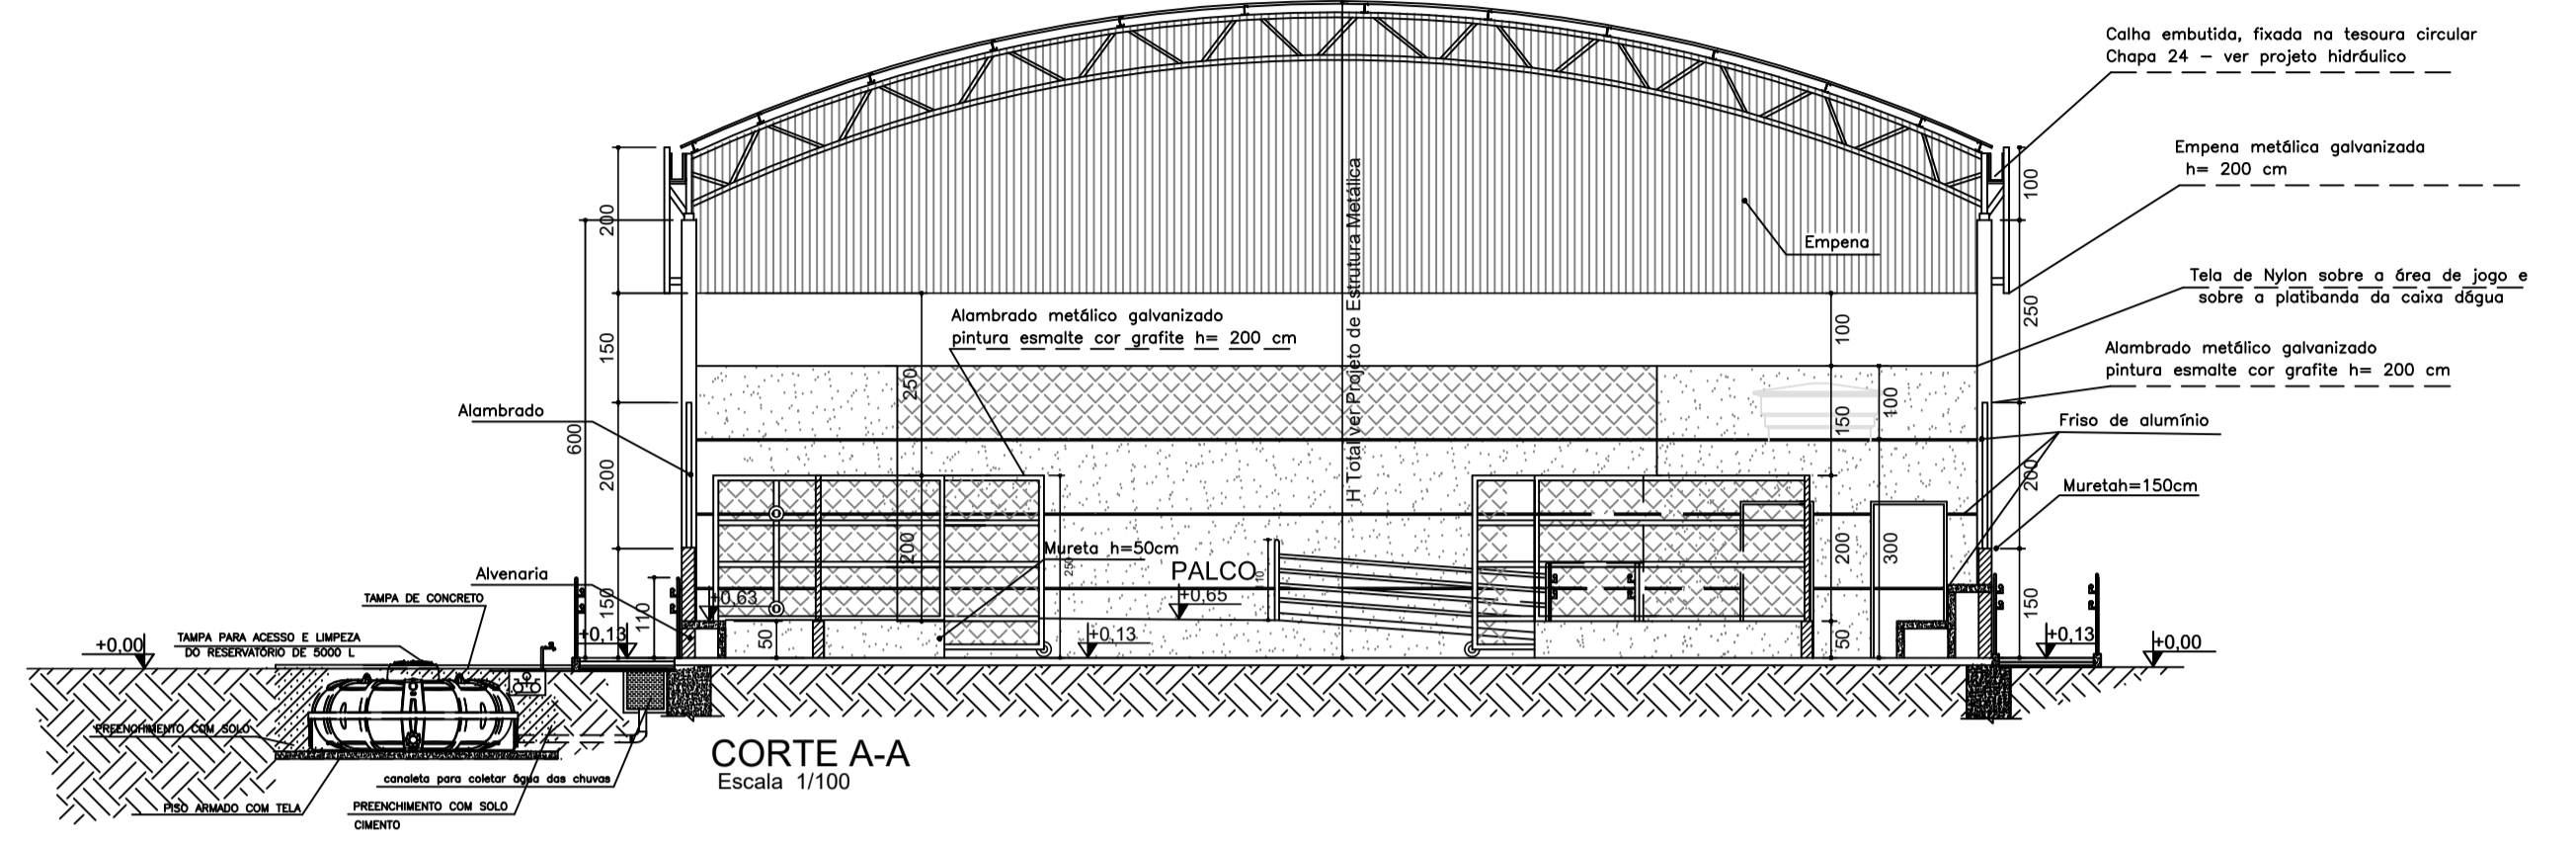 Calha embutida, fixada na tesoura circular
Chapa 24 – ver projeto hidráulico
Empena metálica galvanizada
h= 200 cm
100
200
H Total ver Projeto de Estrutura Metálica
Empena
Tela de Nylon sobre a área de jogo e
sobre a platibanda da caixa dágua
250
Alambrado metálico galvanizado
pintura esmalte cor grafite h= 200 cm
100
150
Alambrado metálico galvanizado
pintura esmalte cor grafite h= 200 cm
250
100
150
Alambrado
600
Friso de alumínio
200
200
Muretah=150cm
Mureta h=50cm
200
250
200
300
PALCO
Alvenaria
+0,63
+0,65
150
110
150
TAMPA DE CONCRETO
+0,00
TAMPA PARA ACESSO E LIMPEZA
DO RESERVATÓRIO DE 5000 L
+0,13
50
+0,13
50
+0,13
+0,00
PREENCHIMENTO COM SOLO
CORTE A-A
Escala 1/100
canaleta para coletar água das chuvas
PISO ARMADO COM TELA
PREENCHIMENTO COM SOLO
CIMENTO